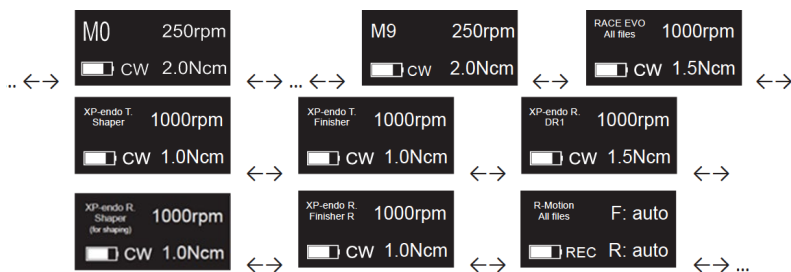 M0 250rpm
CW 2.0Ncm
.. ←→
←→ ... ←→
M9 250rpm
CW 2.0Ncm
←→
RACE EVO
All files 1000rpm
CW 1.5Ncm
←→
XP-endo T.
Shaper 1000rpm
CW 1.0Ncm
←→
XP-endo T.
Finisher 1000rpm
CW 1.0Ncm
←→
XP-endo R.
DR1 1000rpm
CW 1.5Ncm
←→
XP-endo R.
Shaper
(for shaping) 1000rpm
CW 1.0Ncm
←→
XP-endo R.
Finisher R 1000rpm
CW 1.0Ncm
←→
R-Motion
All files F: auto
REC R: auto
←→ ...